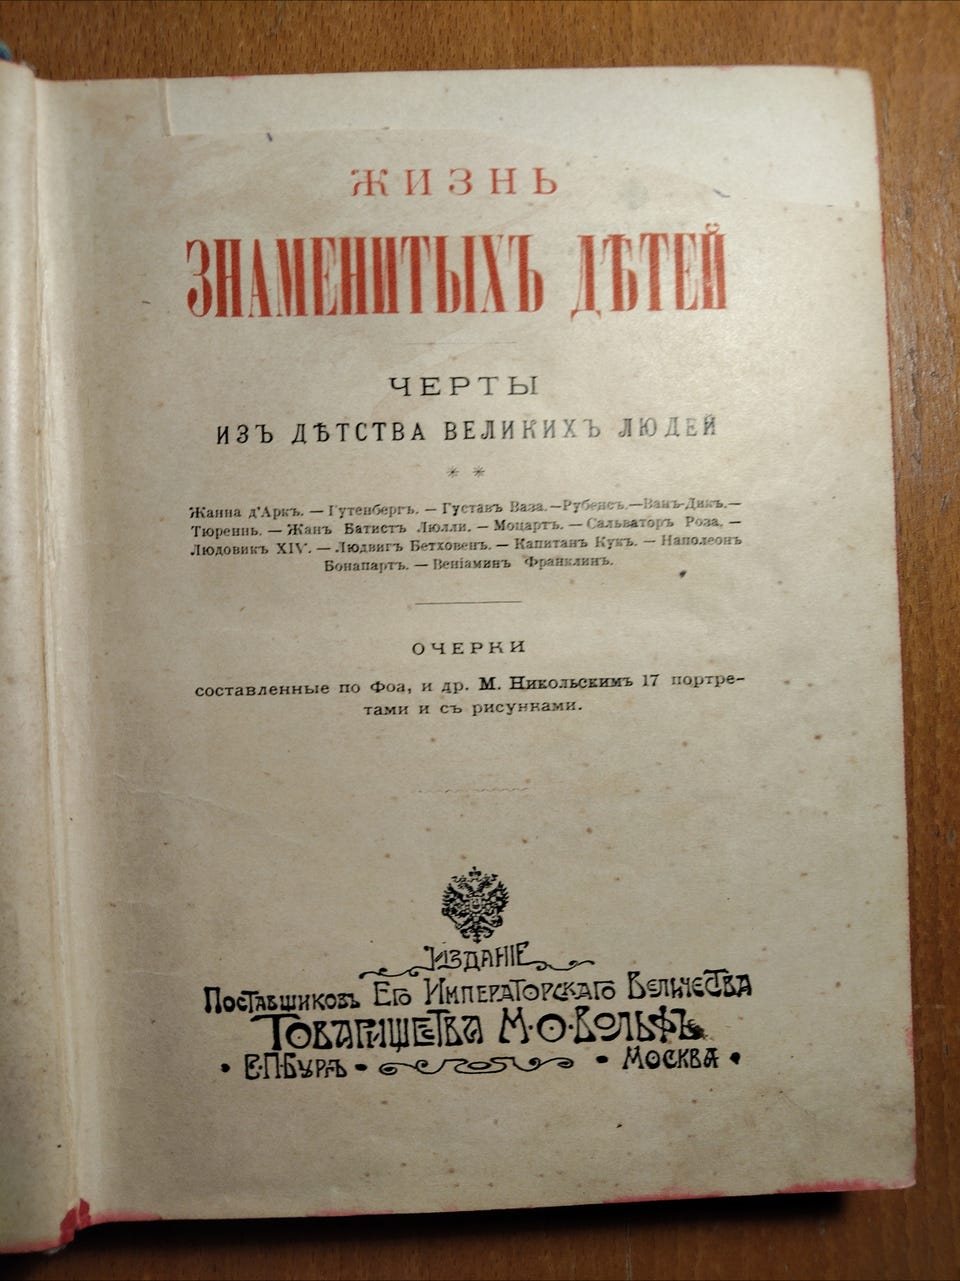 ЖИЗНЬ
ЗНАМЕНИТЫХЪ ДѢТЕЙ
ЧЕРТЫ
ИЗЪ ДѢТСТВА ВЕЛИКИХЪ ЛЮДЕЙ
* *
Жанна д'Аркъ. — Гутенбергъ. — Густавъ Ваза.—Рубенсъ.—Ванъ-Дикъ.—
Тюреннь. — Жанъ Батистъ Люлли. — Моцартъ. — Сальваторъ Роза. —
Людовикъ XIV. — Людвигъ Бетховенъ. — Капитанъ Кукъ. — Наполеонъ
Бонапартъ. — Веніаминъ Франклинъ.
ОЧЕРКИ
составленные по Фоа, и др. М. Никольскимъ 17 портре-
тами и съ рисунками.
ИЗДАНІЕ
Поставщиковъ Его Императорскаго Величества
Товарищества М·О·Вольфъ
• С·П·Бургъ • • Москва •